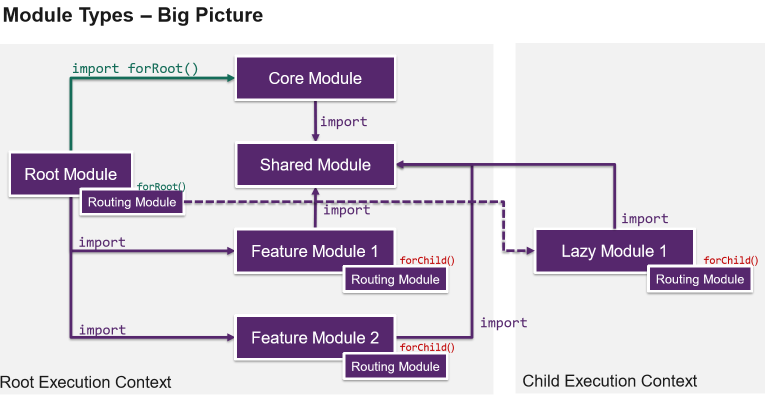 Module Types – Big Picture
import forRoot()
Core Module
import
Root Module
forRoot()
Routing Module
Shared Module
import
import
Feature Module 1
forChild()
Routing Module
import
Lazy Module 1
forChild()
Routing Module
import
Feature Module 2
forChild()
Routing Module
import
Root Execution Context
Child Execution Context